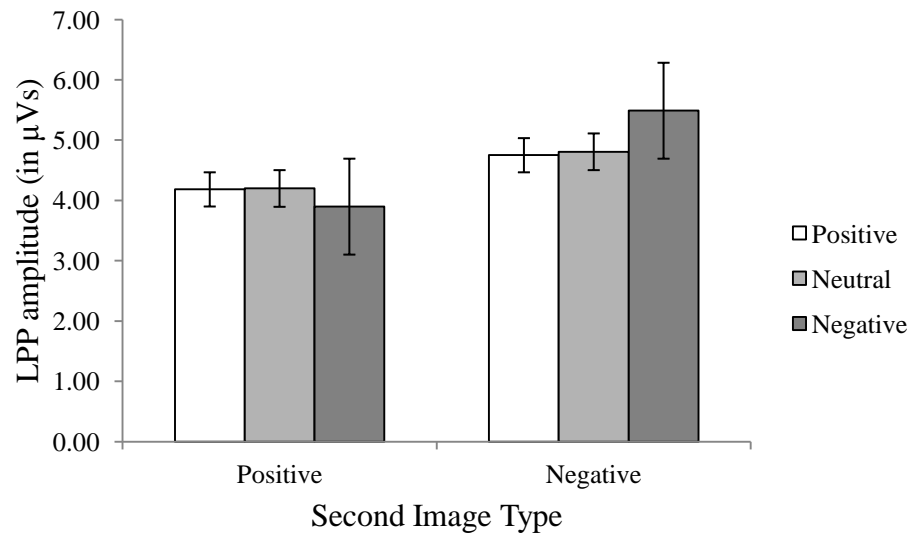 7.00
6.00
5.00
4.00
3.00
2.00
1.00
0.00
LPP amplitude (in µVs)
Positive
Negative
Second Image Type
Positive
Neutral
Negative